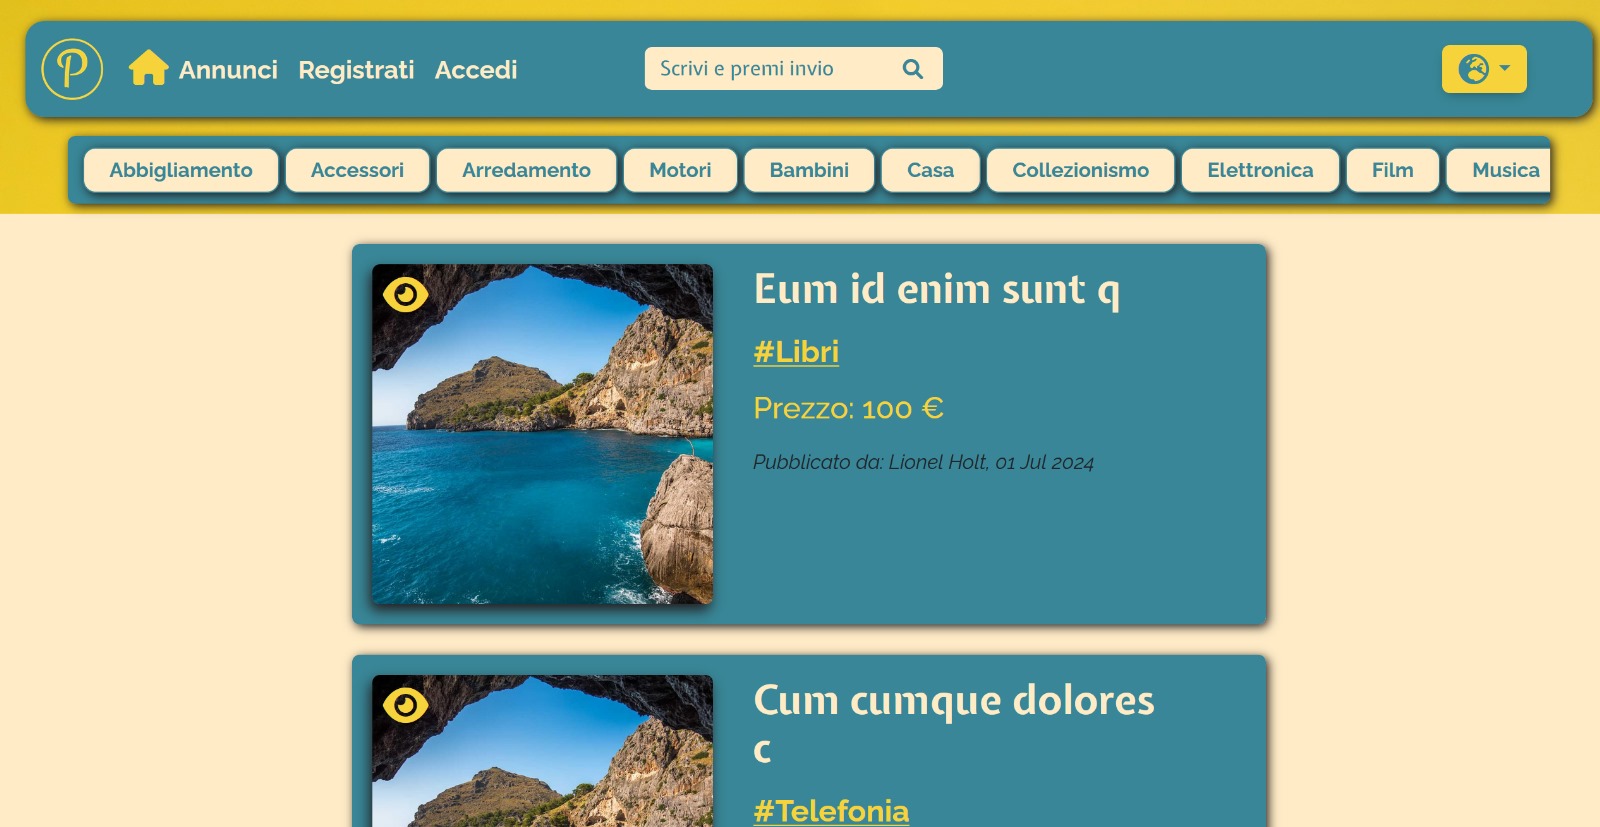 P
Annunci Registrati Accedi
Scrivi e premi invio
Abbigliamento Accessori Arredamento Motori Bambini Casa Collezionismo Elettronica Film Musica
Eum id enim sunt q
#Libri
Prezzo: 100 €
Pubblicato da: Lionel Holt, 01 Jul 2024
Cum cumque dolores
c
#Telefonia